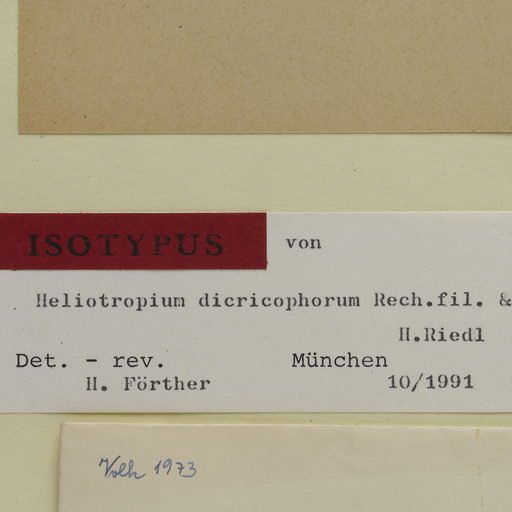 ISOTYPUS von
Heliotropium dicricophorum Rech.fil. &
H.Riedl
Det. - rev. München
H. Förther 10/1991
Volk 1973